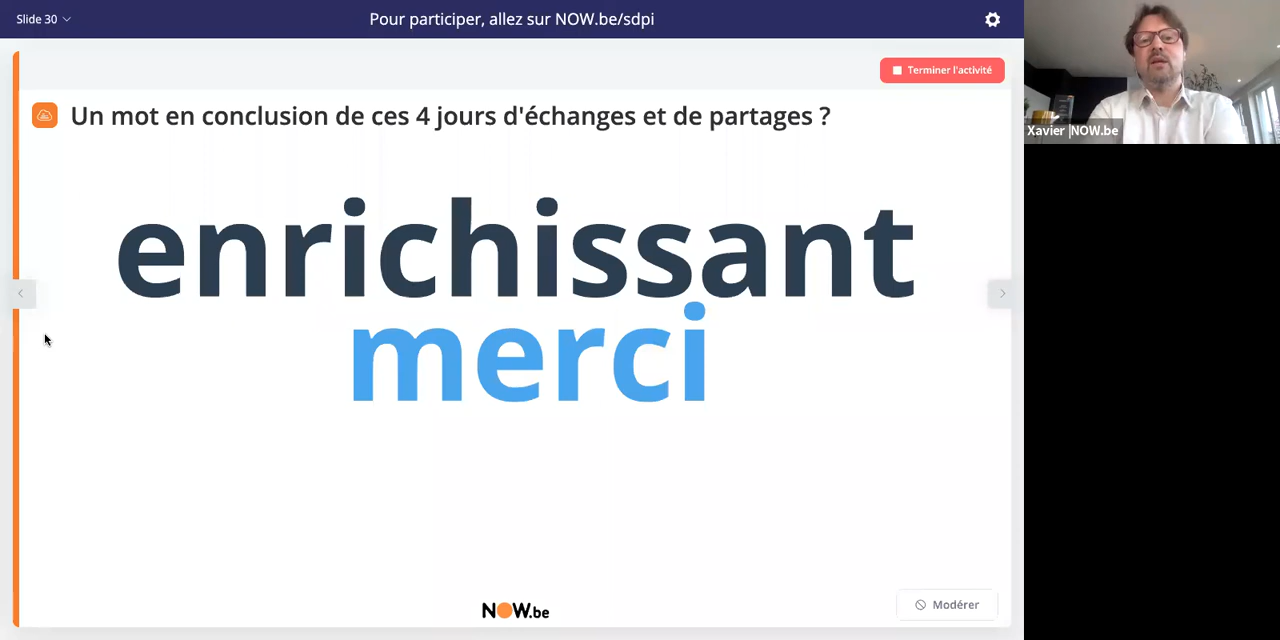 Slide 30
Pour participer, allez sur NOW.be/sdpi
Terminer l'activité
Un mot en conclusion de ces 4 jours d'échanges et de partages ?
enrichissant
merci
Xavier |NOW.be
NOW.be
Modérer